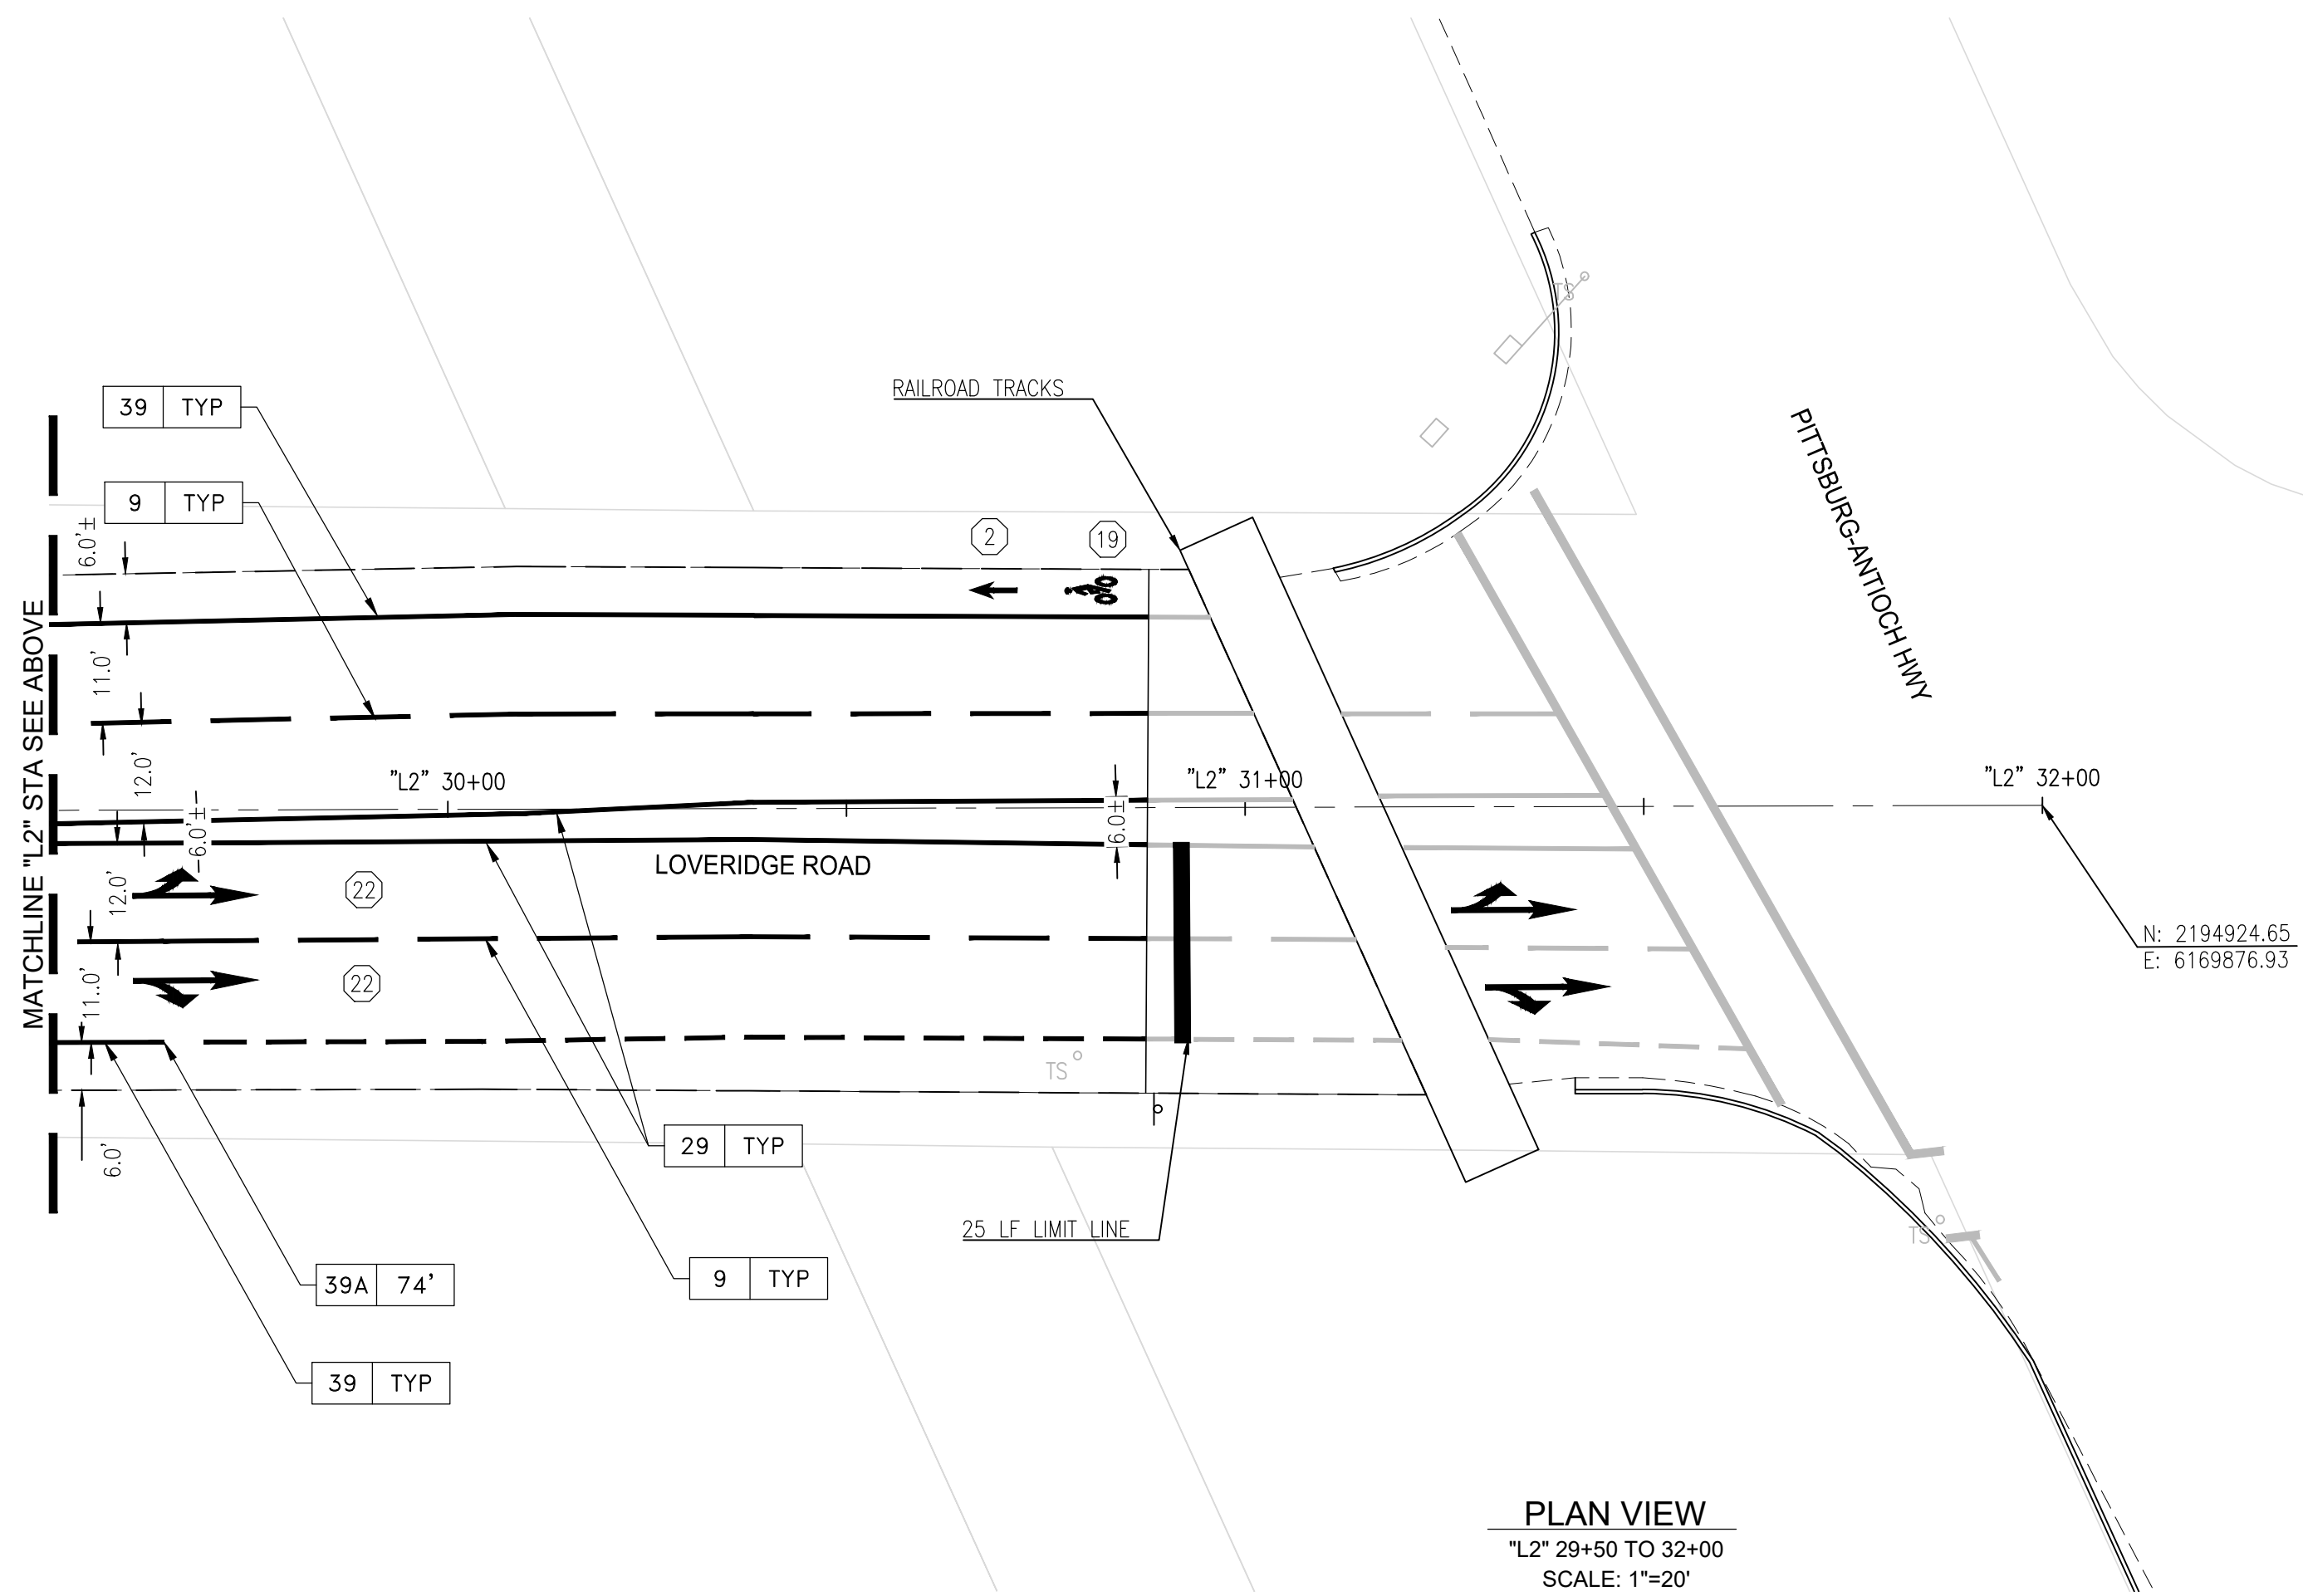 39 TYP
RAILROAD TRACKS
9 TYP
6.0'±
2
19
TS
PITTSBURG-ANTIOCH HWY
MATCHLINE "L2" STA SEE ABOVE
11.0'
12.0'
"L2" 30+00
"L2" 31+00
"L2" 32+00
6.0'±
6.0±
LOVERIDGE ROAD
12.0'
22
N: 2194924.65
E: 6169876.93
11..0'
22
TS
6.0'
29 TYP
25 LF LIMIT LINE
TS
39A 74'
9 TYP
39 TYP
PLAN VIEW
"L2" 29+50 TO 32+00
SCALE: 1"=20'